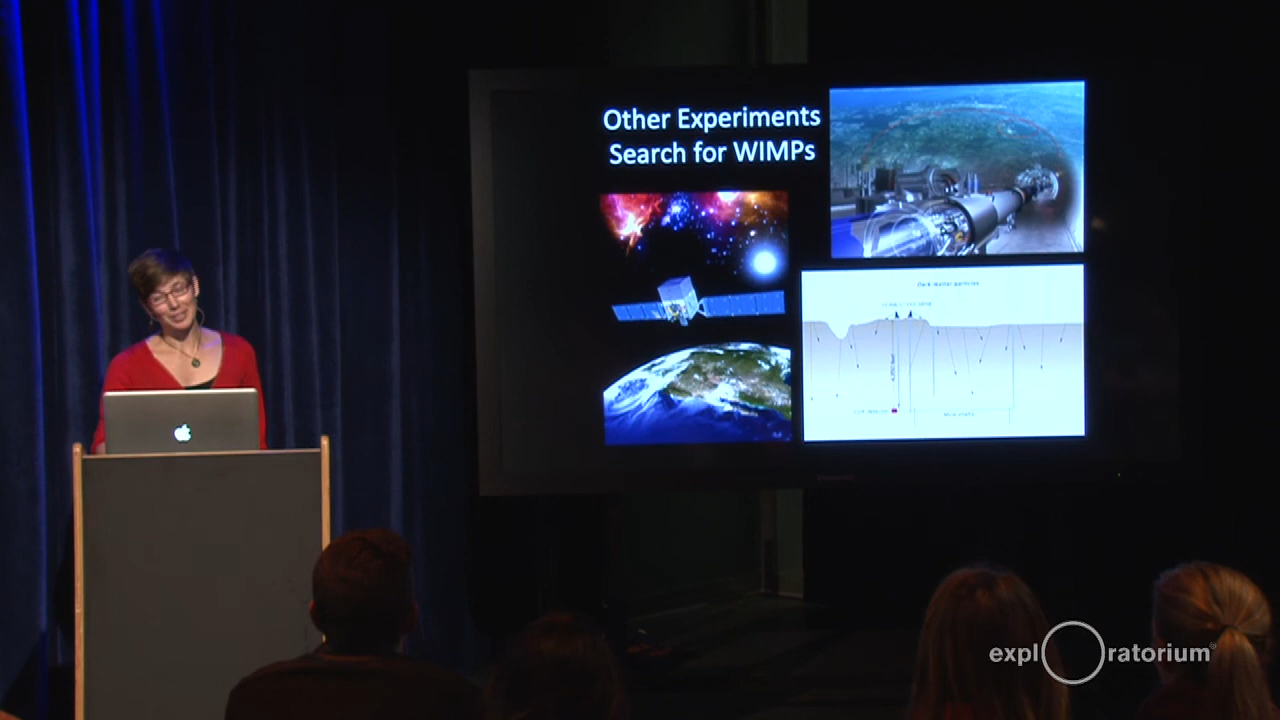 Other Experiments
Search for WIMPs
Dark matter particles
explOratorium